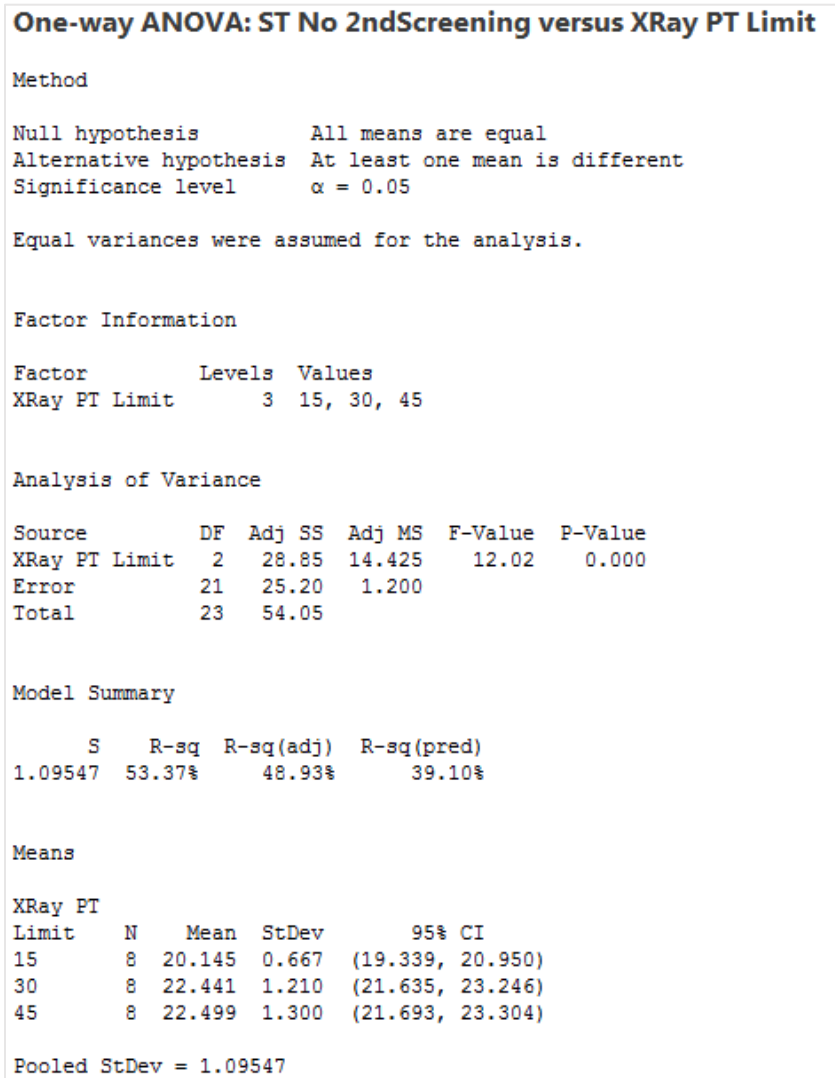 One-way ANOVA: ST No 2ndScreening versus XRay PT Limit
Method
Null hypothesis All means are equal
Alternative hypothesis At least one mean is different
Significance level α = 0.05
Equal variances were assumed for the analysis.
Factor Information
Factor Levels Values
XRay PT Limit 3 15, 30, 45
Analysis of Variance
Source DF Adj SS Adj MS F-Value P-Value
XRay PT Limit 2 28.85 14.425 12.02 0.000
Error 21 25.20 1.200
Total 23 54.05
Model Summary
S R-sq R-sq(adj) R-sq(pred)
1.09547 53.37% 48.93% 39.10%
Means
XRay PT
Limit N Mean StDev 95% CI
15 8 20.145 0.667 (19.339, 20.950)
30 8 22.441 1.210 (21.635, 23.246)
45 8 22.499 1.300 (21.693, 23.304)
Pooled StDev = 1.09547